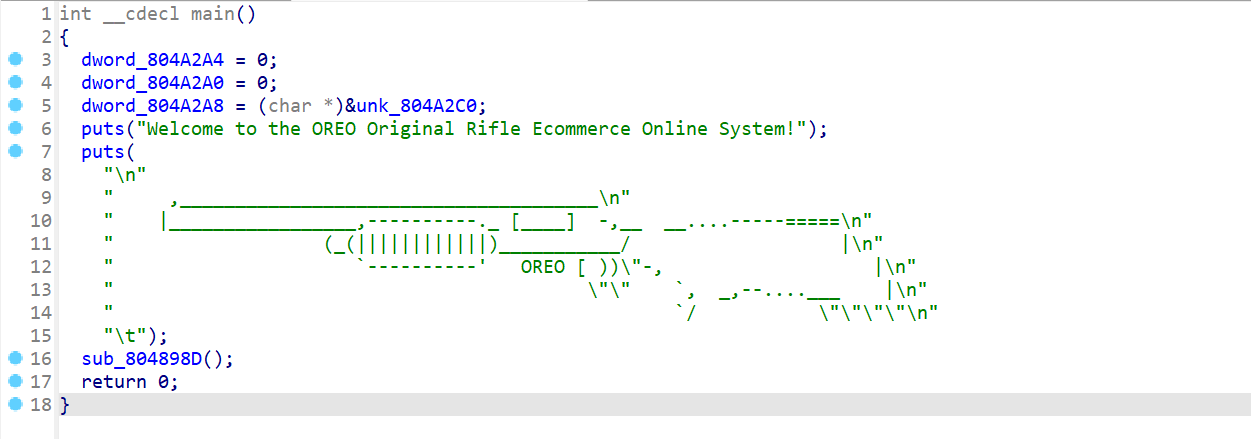 1 int __cdecl main()
2 {
3   dword_804A2A4 = 0;
4   dword_804A2A0 = 0;
5   dword_804A2A8 = (char *)&unk_804A2C0;
6   puts("Welcome to the OREO Original Rifle Ecommerce Online System!");
7   puts(
8     "\n"
9     "     ,______________________________________\n"
10     "    |_________________,----------._ [____]  -,__  __....-----=====\n"
11     "                   (_(||||||||||||)___________/                   |\n"
12     "                      `----------'   OREO [ ))\"-,                   |\n"
13     "                                           \"\"    `,  _,--....___    |\n"
14     "                                                   `/           \"\"\"\"\n"
15     "\t");
16   sub_804898D();
17   return 0;
18 }